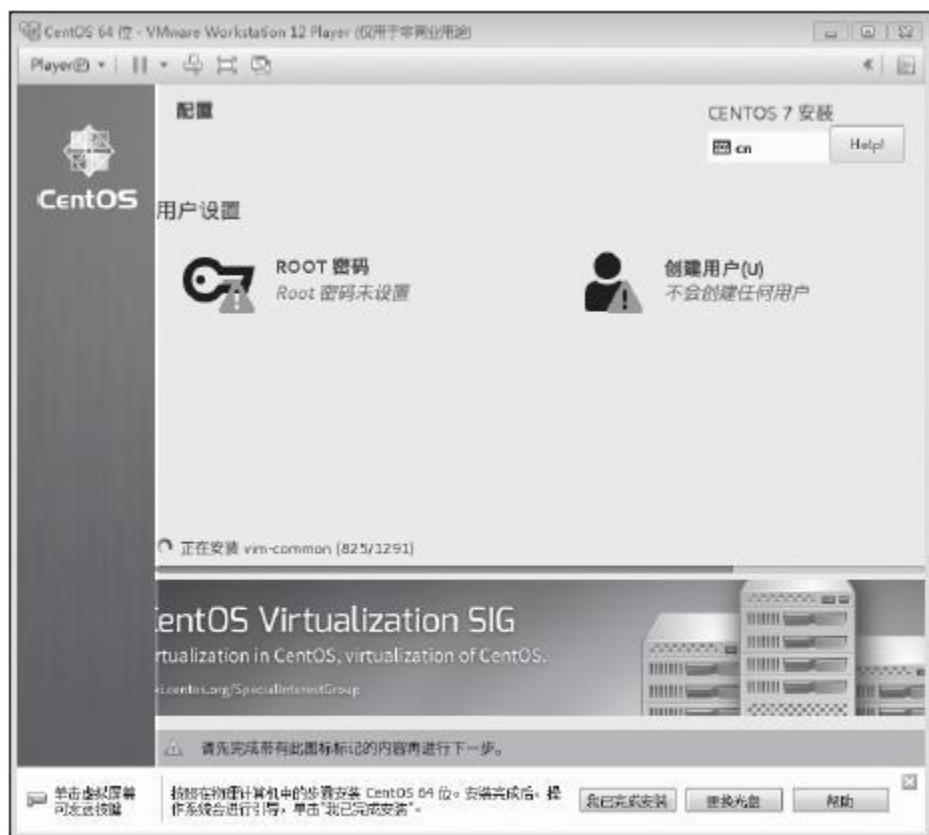 CentOS 64 位 - VMware Workstation 12 Player (仅用于非商业用途)
Player(P)
配置
CENTOS 7 安装
cn
Help!
CentOS
用户设置
ROOT 密码
Root 密码未设置
创建用户(U)
不会创建任何用户
正在安装 vim-common (825/1291)
entOS Virtualization SIG
rtualization in CentOS, virtualization of CentOS.
i.centos.org/SpecialInterestGroup
请先完成带有此图标标记的内容再进行下一步。
单击虚拟屏幕
可发送按键
按照在物理计算机中的步骤安装 CentOS 64 位。安装完成后，操
作系统会进行引导，单击“我已完成安装”。
我已完成安装
更换光盘
帮助